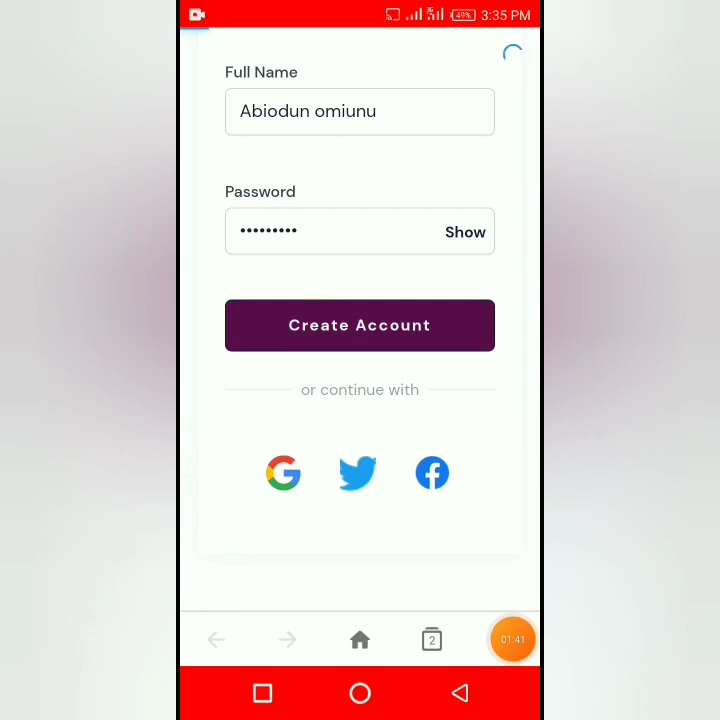 49% 3:35 PM
Full Name
Abiodun omiunu
Password
•••••••••
Show
Create Account
or continue with
2
01:41